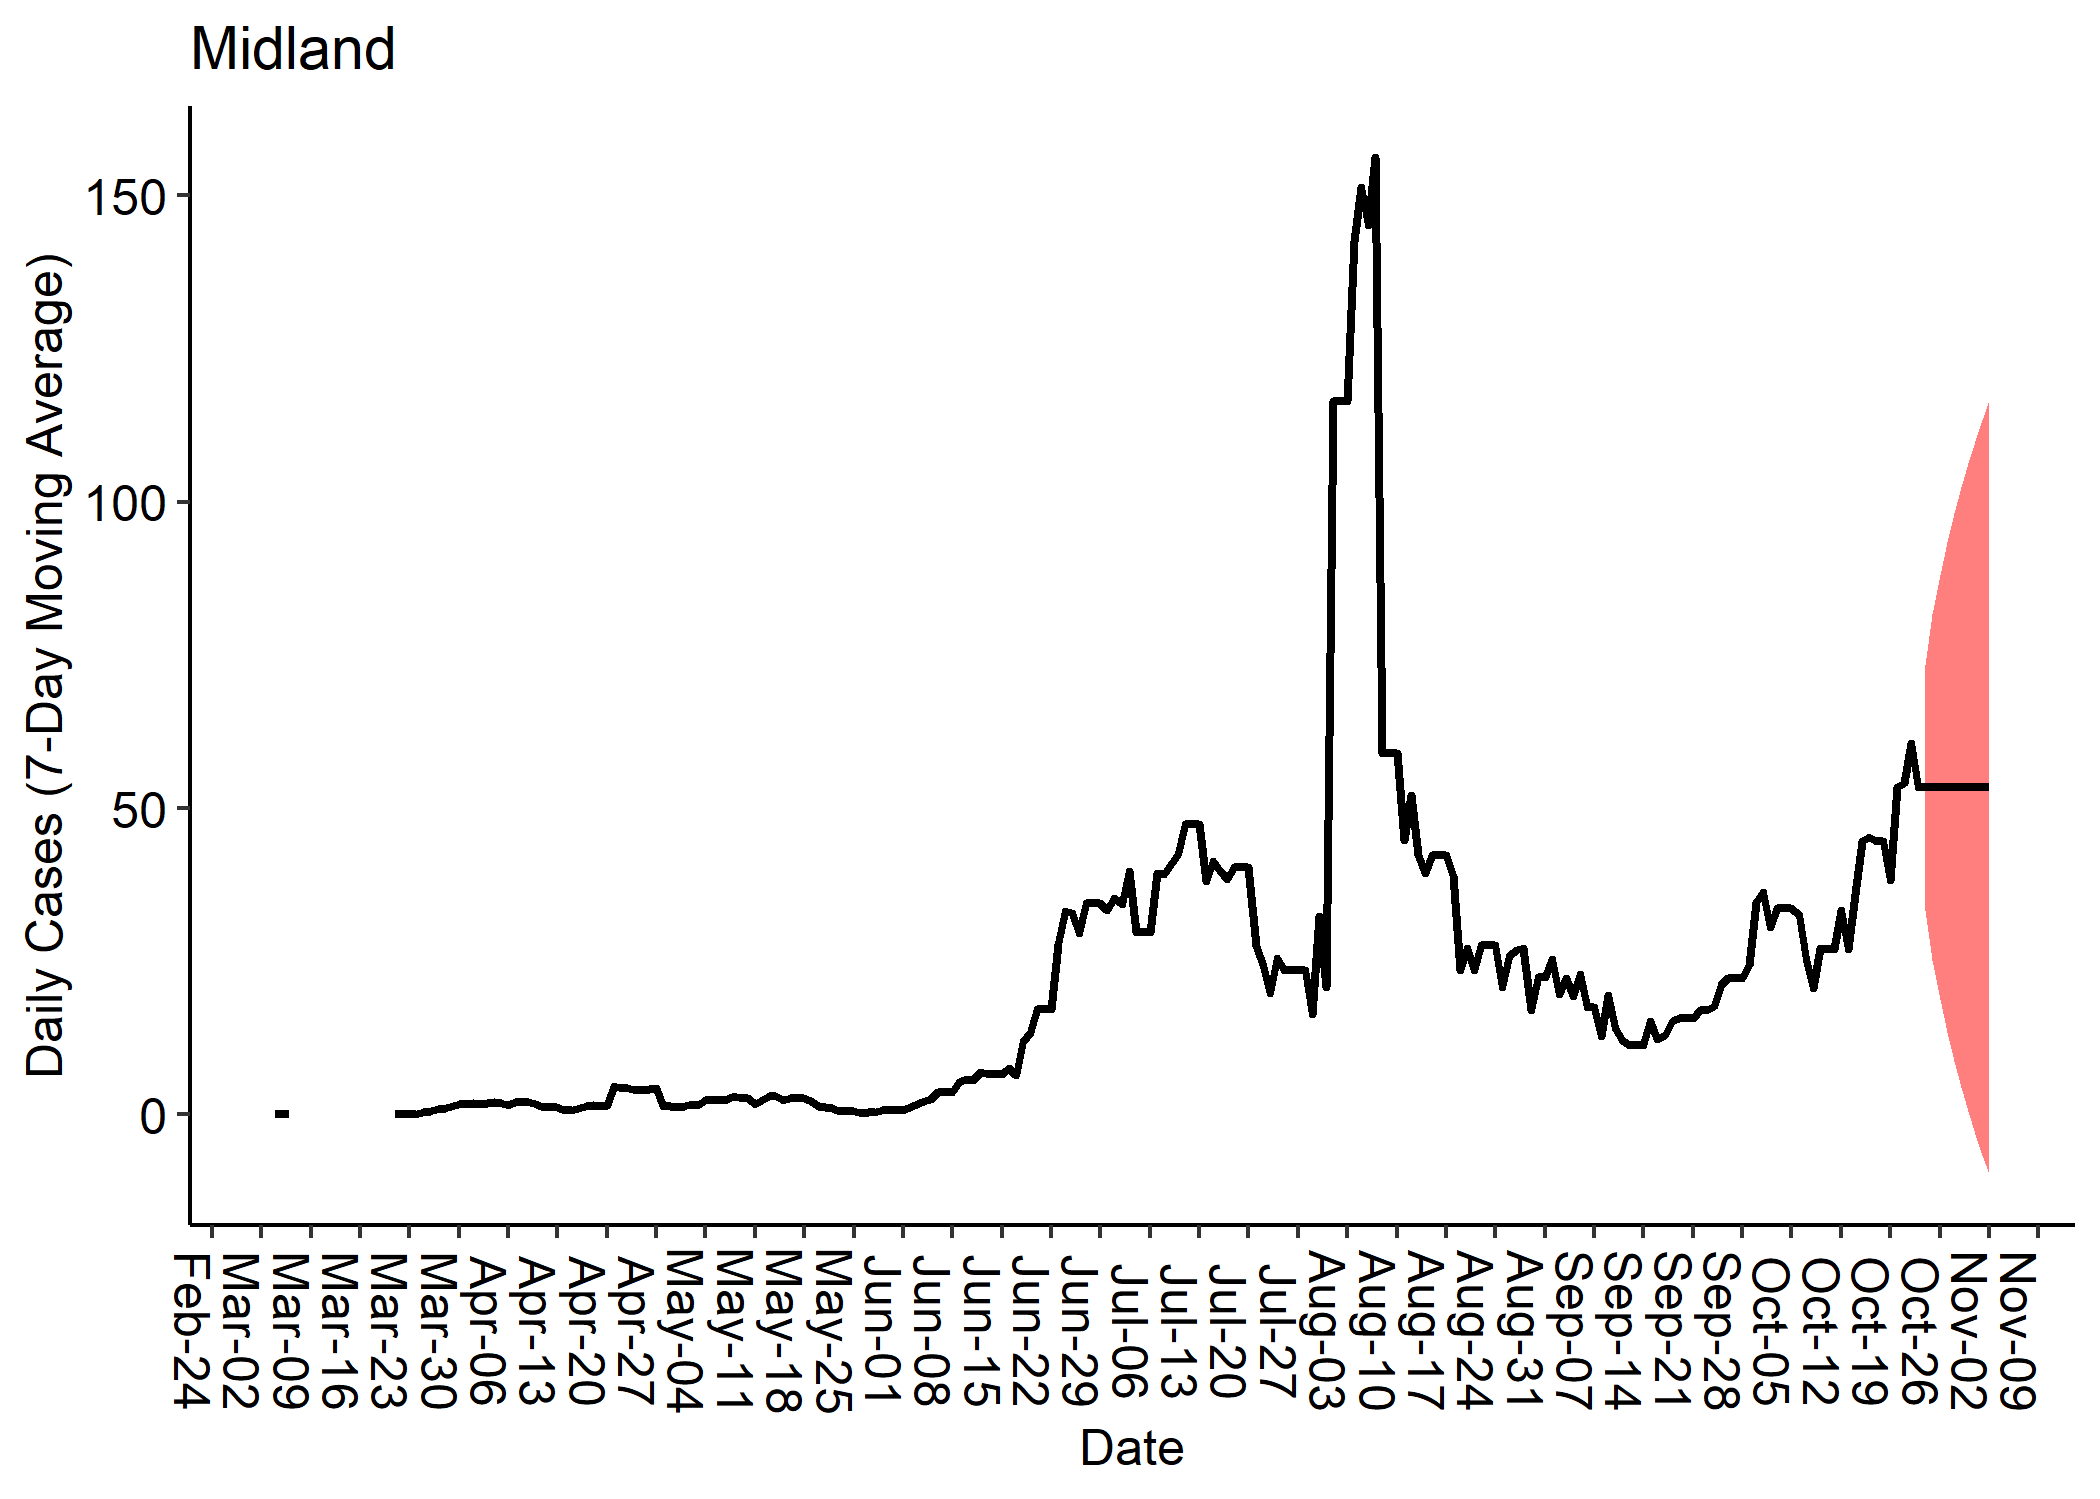 Midland
Daily Cases (7-Day Moving Average)
150
100
50
0
Feb-24
Mar-02
Mar-09
Mar-16
Mar-23
Mar-30
Apr-06
Apr-13
Apr-20
Apr-27
May-04
May-11
May-18
May-25
Jun-01
Jun-08
Jun-15
Jun-22
Jun-29
Jul-06
Jul-13
Jul-20
Jul-27
Aug-03
Aug-10
Aug-17
Aug-24
Aug-31
Sep-07
Sep-14
Sep-21
Sep-28
Oct-05
Oct-12
Oct-19
Oct-26
Nov-02
Nov-09
Date